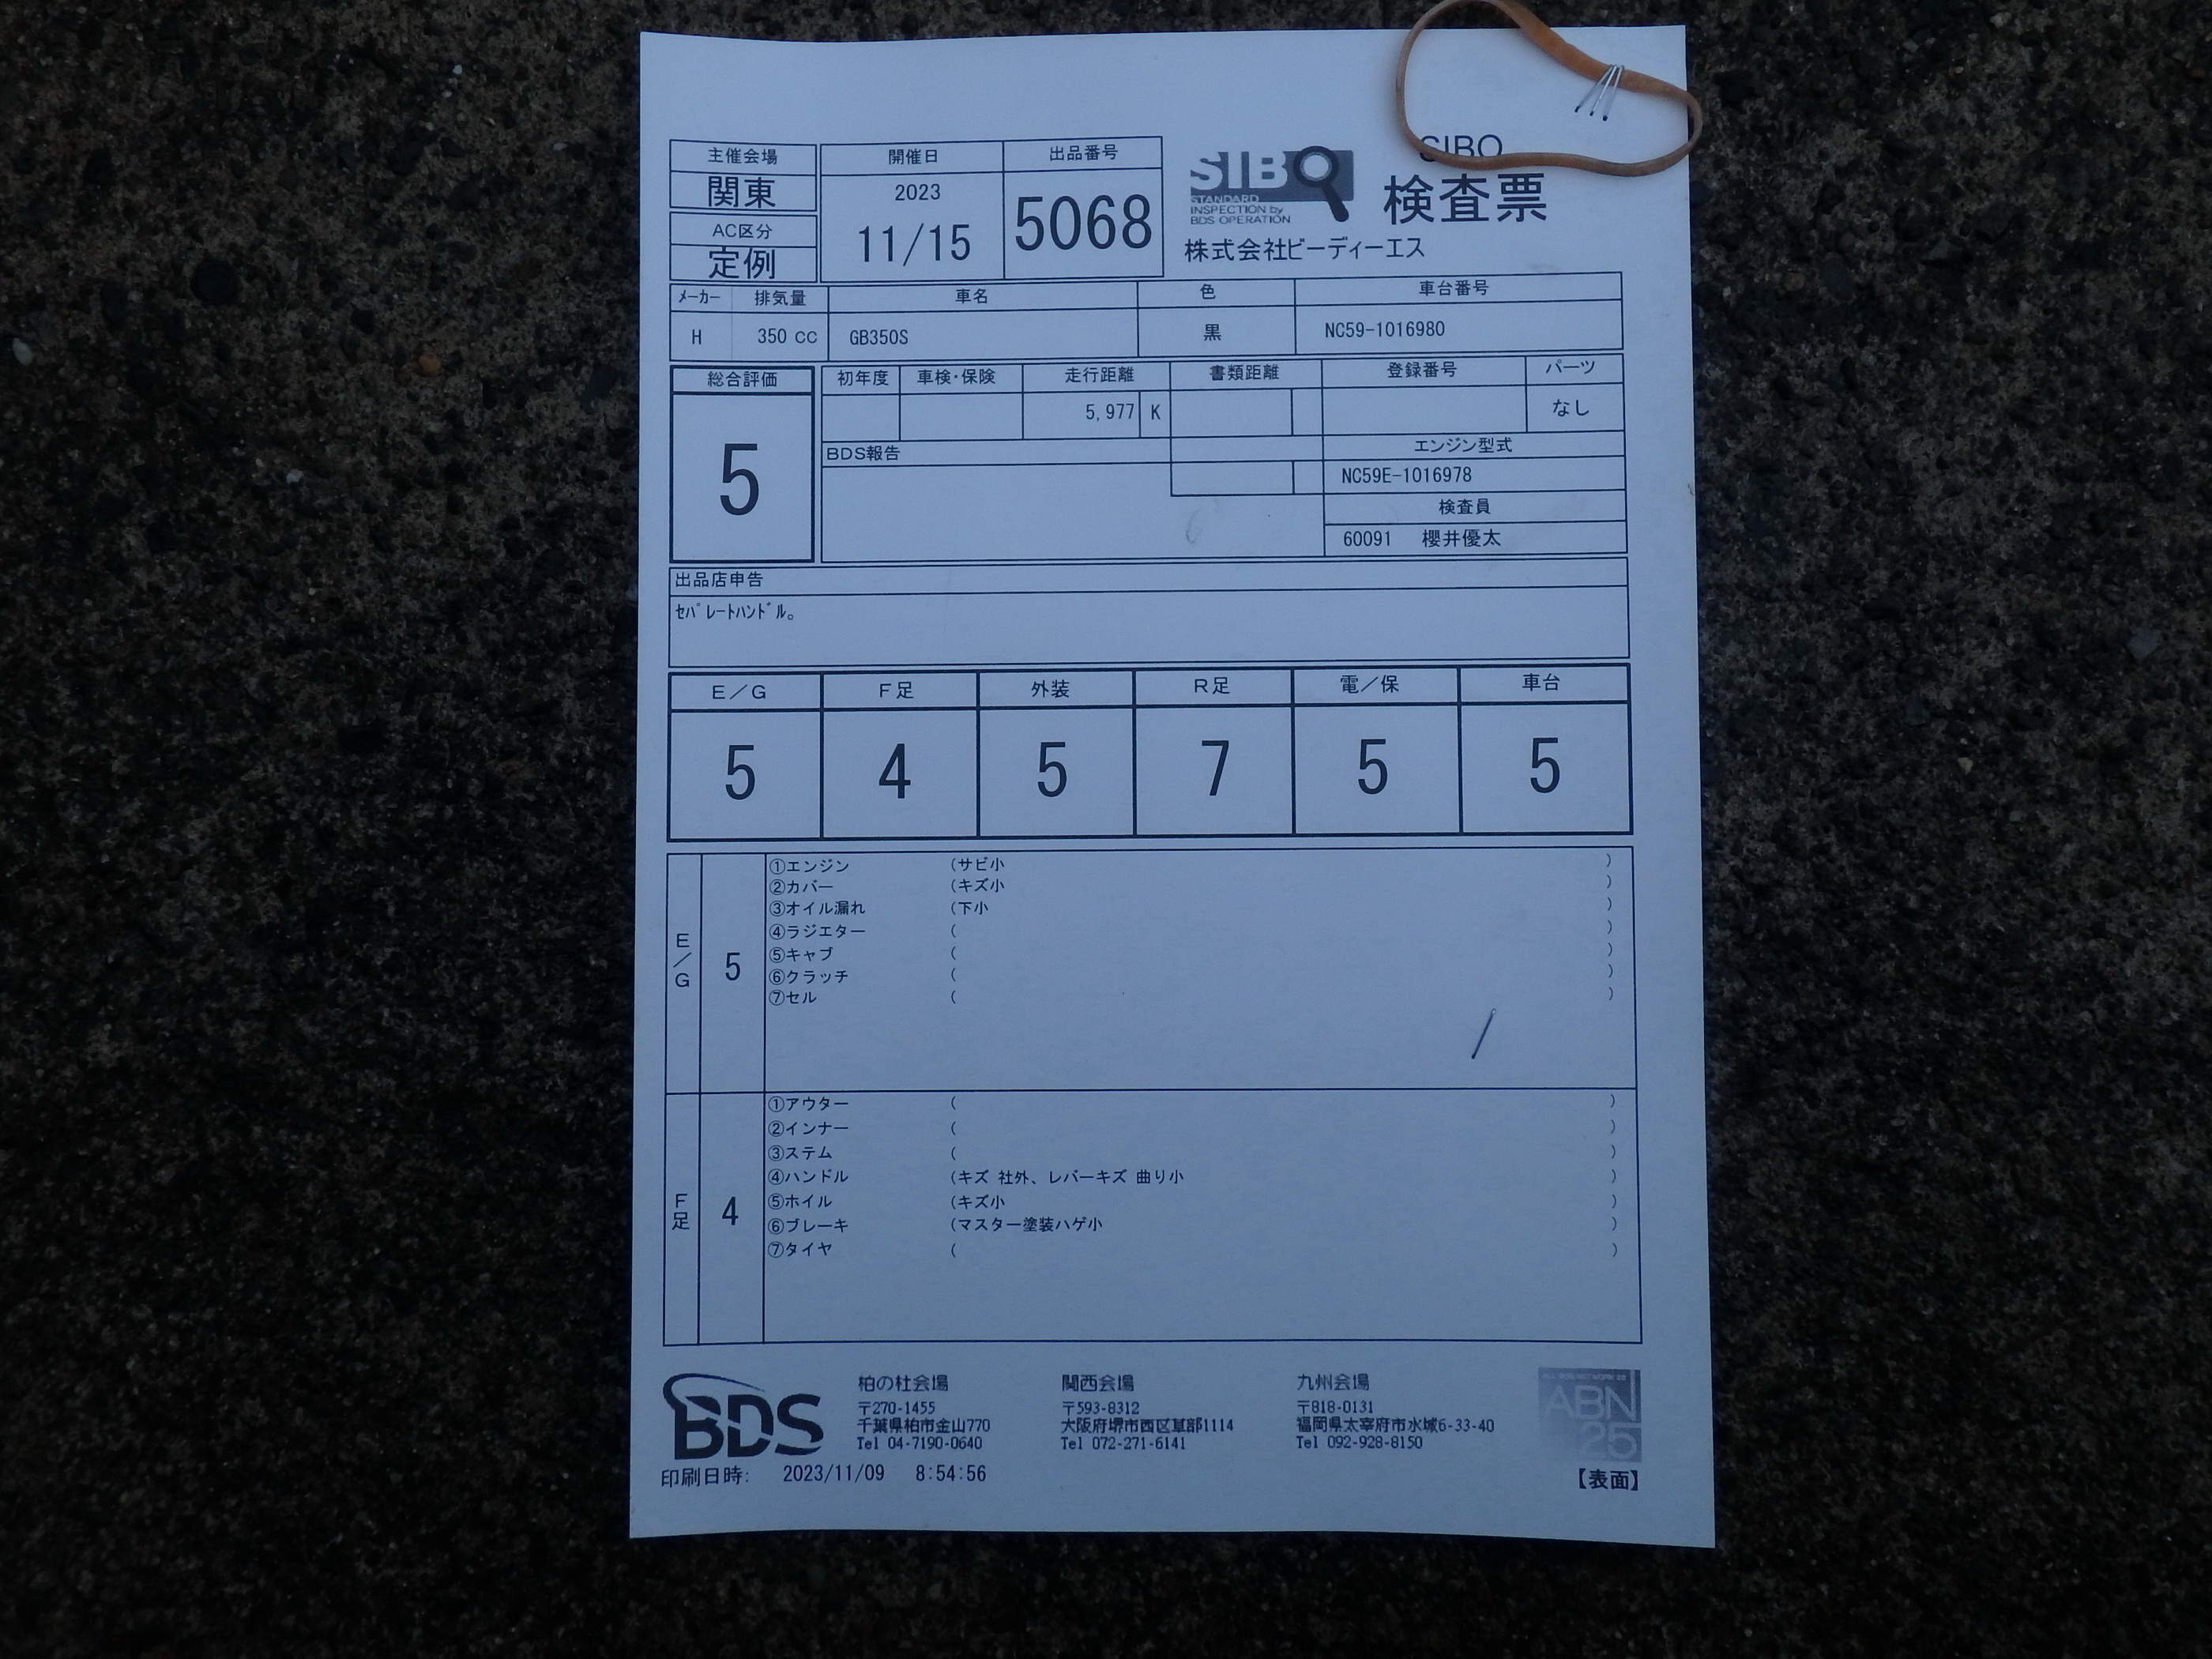 SIBO
検査票
主催会場
関東
AC区分
定例
開催日
2023
11/15
出品番号
5068
SIBO
STANDARD
INSPECTION by
BDS OPERATION
株式会社ビーディーエス
メーカー 排気量 車名 色 車台番号
H 350 CC GB350S 黒 NC59-1016980
総合評価
5
初年度 車検・保険 走行距離 書類距離 登録番号 パーツ
5,977 K なし
BDS報告
エンジン型式
NC59E-1016978
検査員
60091 櫻井優太
出品店申告
セパレートハンドル。
E/G F足 外装 R足 電/保 車台
5 4 5 7 5 5
E/G
5
①エンジン (サビ小 )
②カバー (キズ小 )
③オイル漏れ (下小 )
④ラジエター ( )
⑤キャブ ( )
⑥クラッチ ( )
⑦セル ( )
F足
4
①アウター ( )
②インナー ( )
③ステム ( )
④ハンドル (キズ 社外、レバーキズ 曲り小 )
⑤ホイル (キズ小 )
⑥ブレーキ (マスター塗装ハゲ小 )
⑦タイヤ ( )
BDS
柏の杜会場
〒270-1455
千葉県柏市金山770
Tel 04-7190-0640
関西会場
〒593-8312
大阪府堺市西区草部1114
Tel 072-271-6141
九州会場
〒818-0131
福岡県太宰府市水城6-33-40
Tel 092-928-8150
ABN
25
印刷日時: 2023/11/09 8:54:56
【表面】